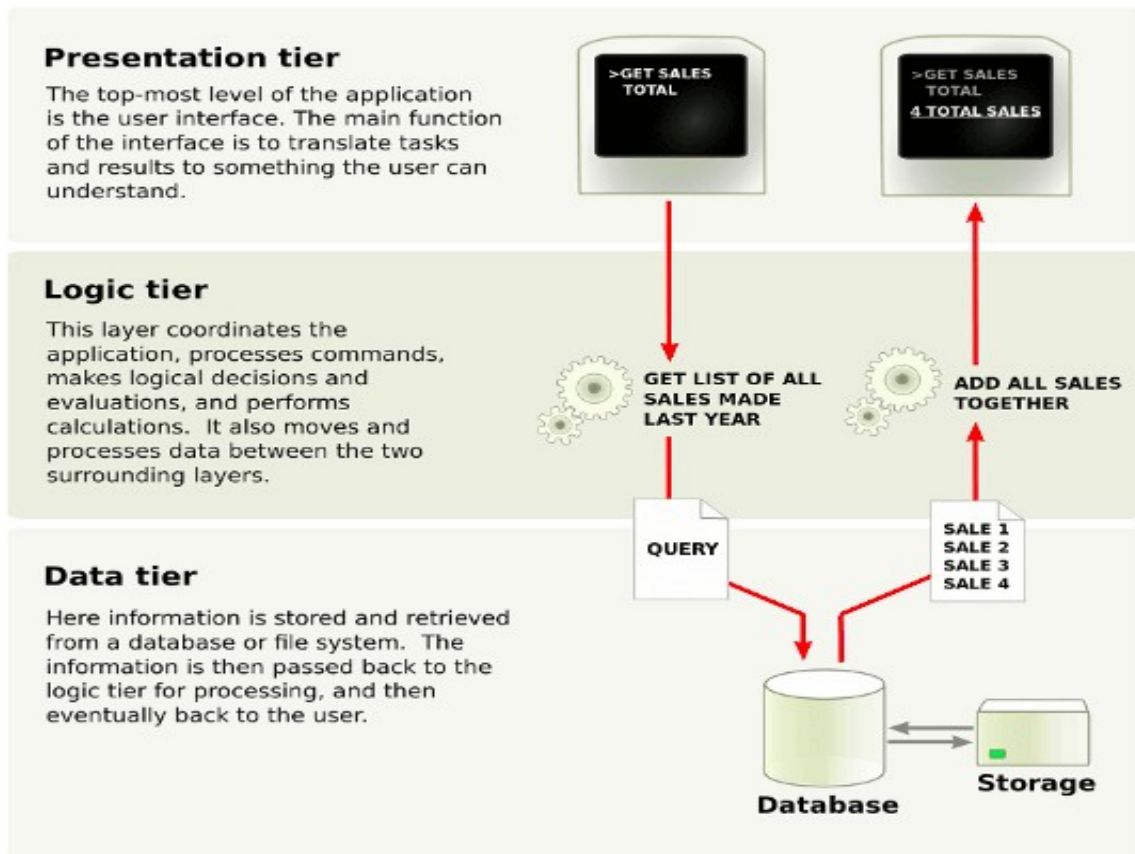 Presentation tier
The top-most level of the application
is the user interface. The main function
of the interface is to translate tasks
and results to something the user can
understand.
>GET SALES
TOTAL
>GET SALES
TOTAL
4 TOTAL SALES
Logic tier
This layer coordinates the
application, processes commands,
makes logical decisions and
evaluations, and performs
calculations. It also moves and
processes data between the two
surrounding layers.
GET LIST OF ALL
SALES MADE
LAST YEAR
ADD ALL SALES
TOGETHER
QUERY
SALE 1
SALE 2
SALE 3
SALE 4
Data tier
Here information is stored and retrieved
from a database or file system. The
information is then passed back to the
logic tier for processing, and then
eventually back to the user.
Database
Storage